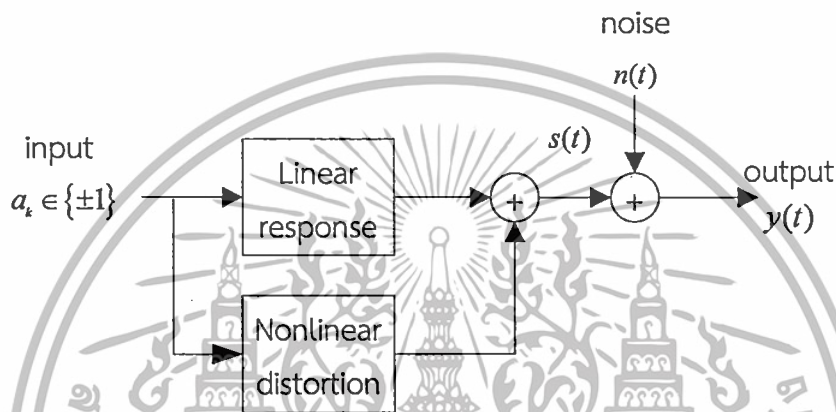 noise
n(t)
s(t)
input
a_k ∈ {±1}
Linear
response
+
+
output
y(t)
Nonlinear
distortion